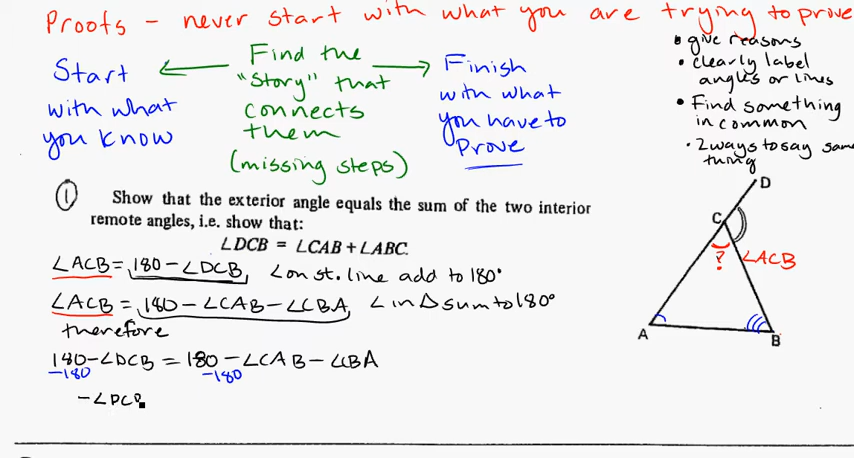 Proofs - never start with what you are trying to prove
• give reasons
• clearly label
angles or lines
• Find something
in common
• 2 ways to say same
thing
Start
with what
you know
Find the
"Story" that
connects
them
(missing steps)
Finish
with what
you have to
Prove
① Show that the exterior angle equals the sum of the two interior
remote angles, i.e. show that:
∠DCB = ∠CAB + ∠ABC.
∠ACB = 180 - ∠DCB, ∠ on st. line add to 180°
∠ACB = 180 - ∠CAB - ∠CBA, ∠ in △ sum to 180°
therefore
180 - ∠DCB = 180 - ∠CAB - ∠CBA
-180 -180
- ∠DCB
D
C
? ∠ACB
A
B